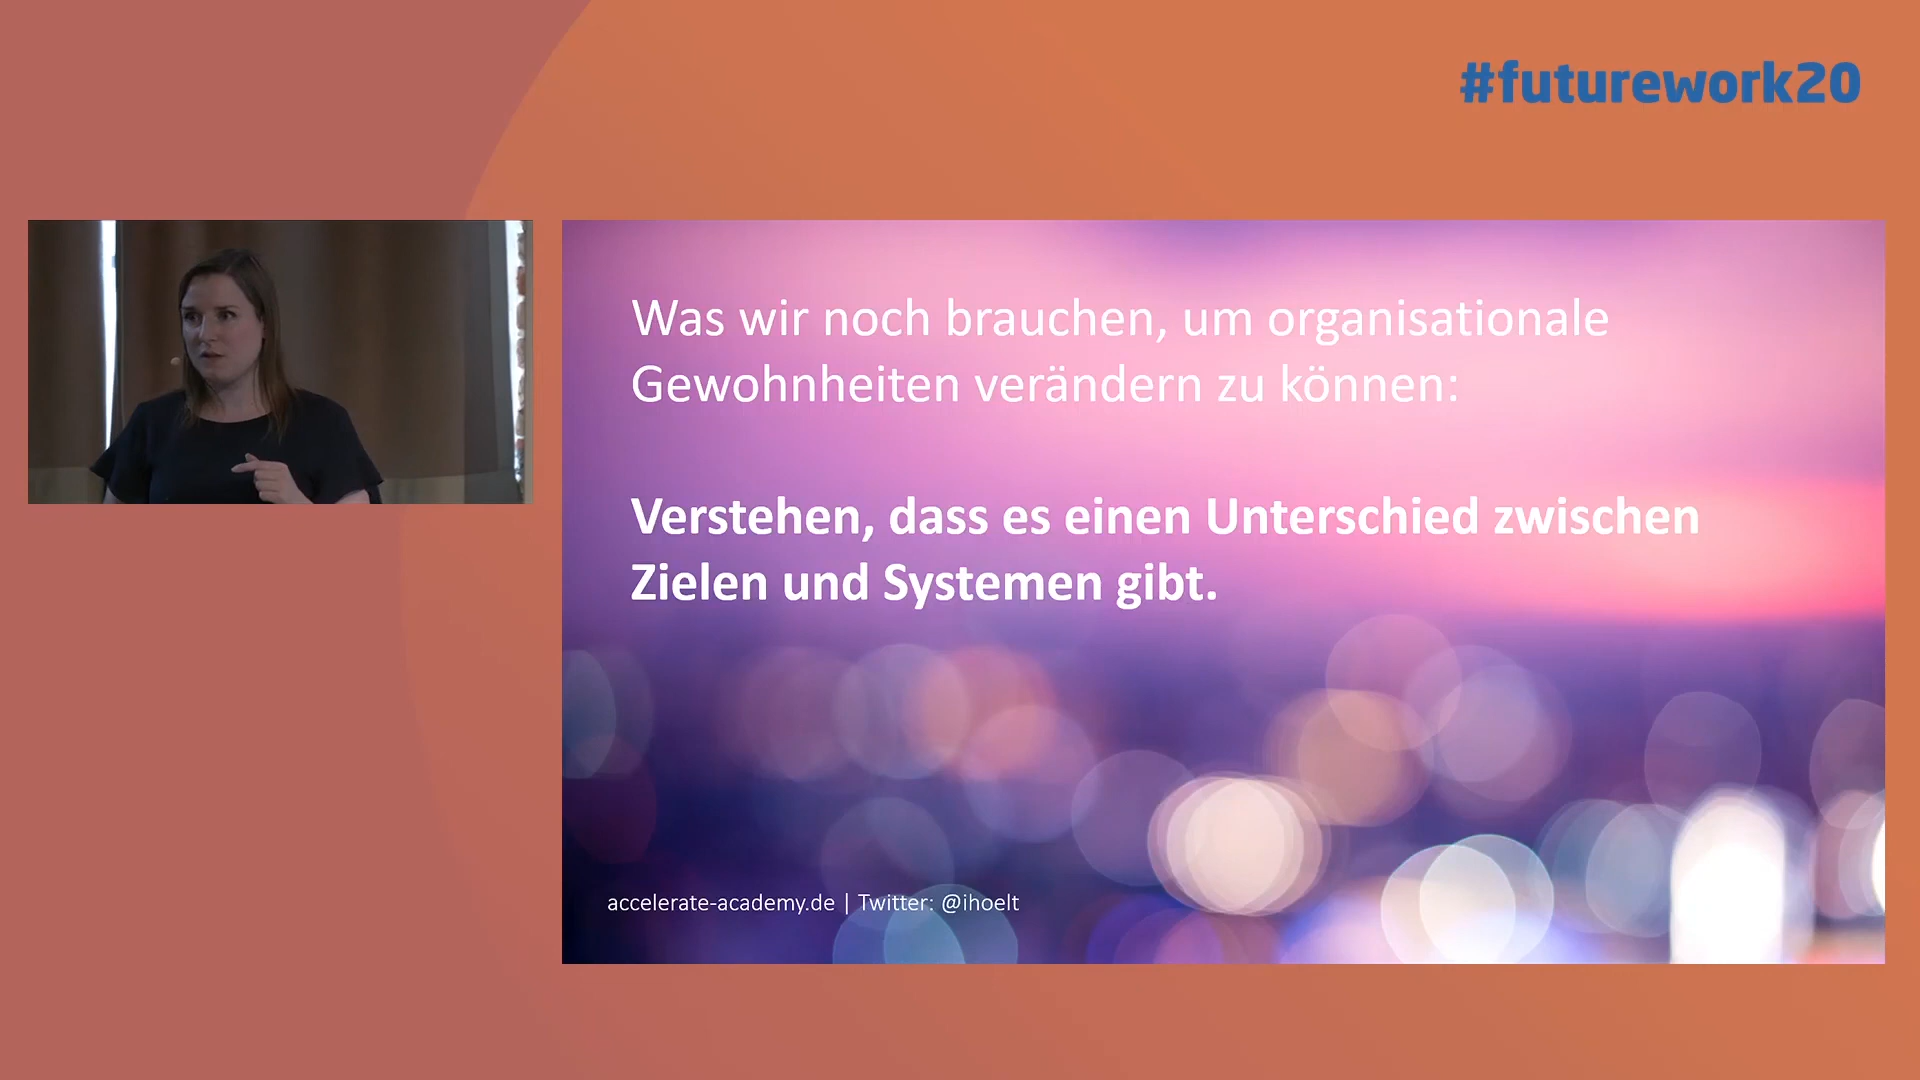 #futurework20
Was wir noch brauchen, um organisationale
Gewohnheiten verändern zu können:
Verstehen, dass es einen Unterschied zwischen
Zielen und Systemen gibt.
accelerate-academy.de | Twitter: @ihoelt